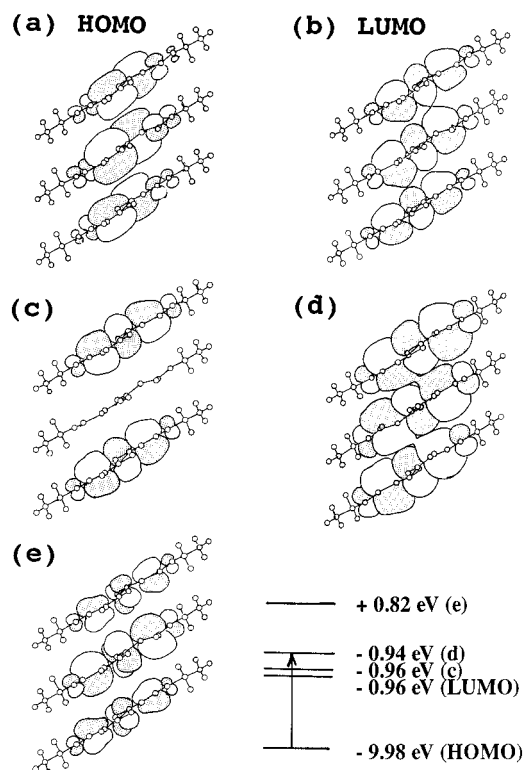 (a) HOMO
(b) LUMO
(c)
(d)
(e)
+ 0.82 eV (e)
- 0.94 eV (d)
- 0.96 eV (c)
- 0.96 eV (LUMO)
- 9.98 eV (HOMO)